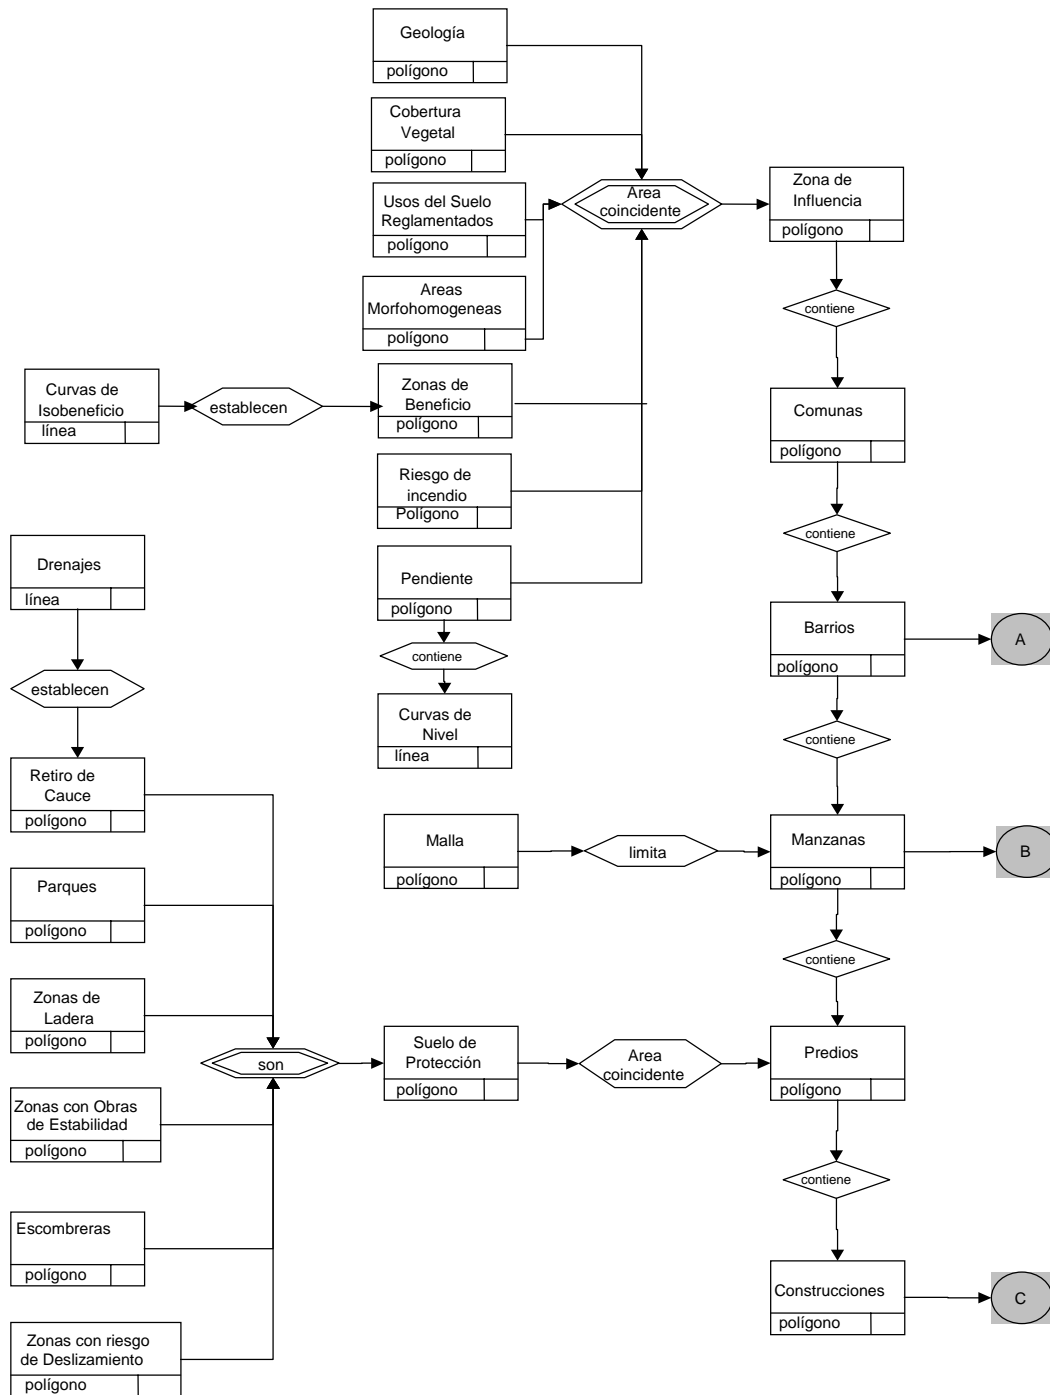 Geología
polígono
Cobertura
Vegetal
polígono
Usos del Suelo
Reglamentados
polígono
Area
coincidente
Zona de
Influencia
polígono
Areas
Morfohomogeneas
polígono
contiene
Curvas de
Isobeneficio
línea
establecen
Zonas de
Beneficio
polígono
Comunas
polígono
Riesgo de
incendio
Polígono
contiene
Drenajes
línea
Pendiente
polígono
Barrios
polígono
A
contiene
establecen
Curvas de
Nivel
línea
contiene
Retiro de
Cauce
polígono
Malla
polígono
limita
Manzanas
polígono
B
Parques
polígono
contiene
Zonas de
Ladera
polígono
son
Suelo de
Protección
polígono
Area
coincidente
Predios
polígono
Zonas con Obras
de Estabilidad
polígono
contiene
Escombreras
polígono
Construcciones
polígono
C
Zonas con riesgo
de Deslizamiento
polígono